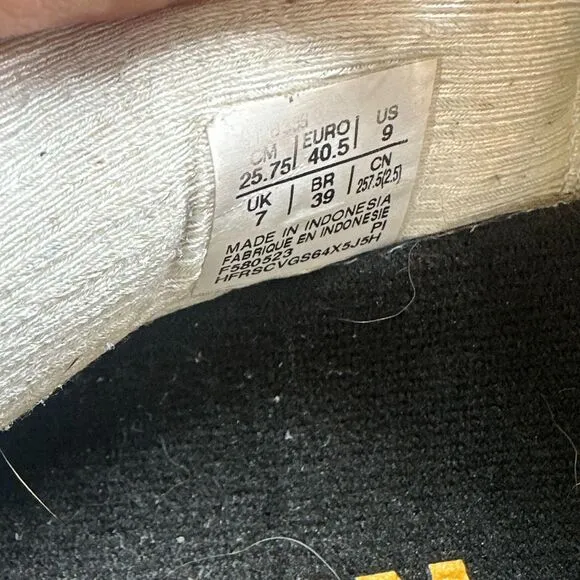 CM | EURO | US
25.75 | 40.5 | 9
UK | BR | CN
7 | 39 | 257.5(2.5)
MADE IN INDONESIA
FABRIQUE EN INDONESIE
F580523 PI
HFRSCVGS64X5J5H